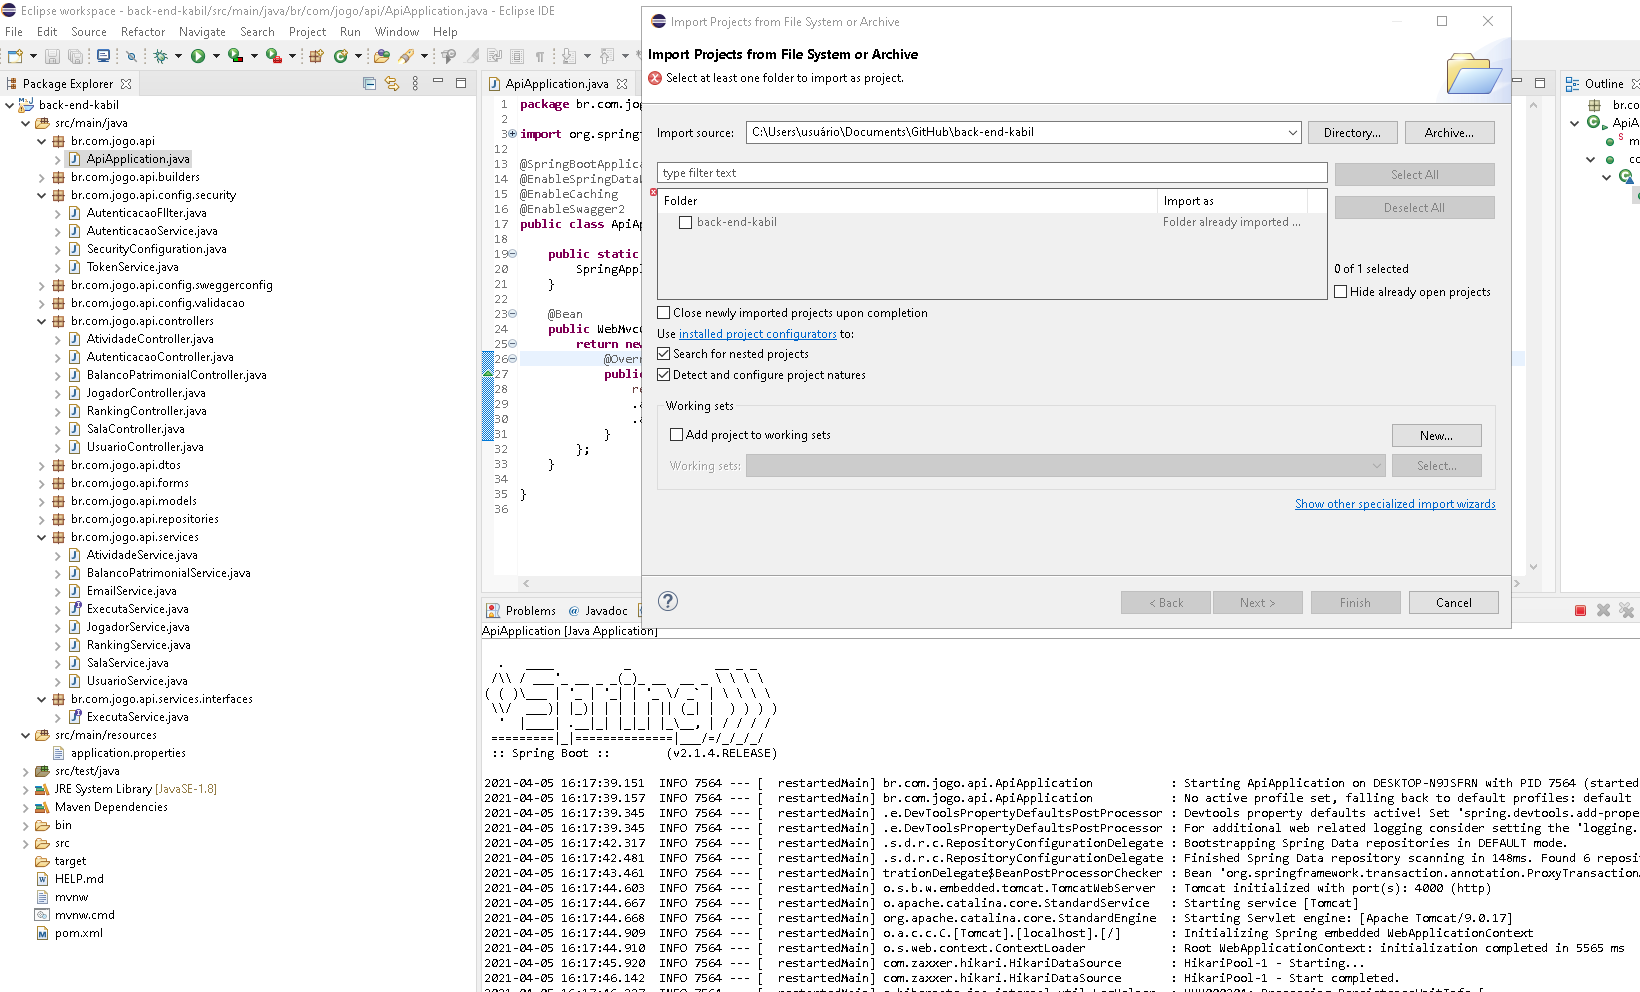 Eclipse workspace - back-end-kabil/src/main/java/br/com/jogo/api/ApiApplication.java - Eclipse IDE
File Edit Source Refactor Navigate Search Project Run Window Help
Package Explorer
back-end-kabil
src/main/java
br.com.jogo.api
ApiApplication.java
br.com.jogo.api.builders
br.com.jogo.api.config.security
AutenticacaoFIlter.java
AutenticacaoService.java
SecurityConfiguration.java
TokenService.java
br.com.jogo.api.config.sweggerconfig
br.com.jogo.api.config.validacao
br.com.jogo.api.controllers
AtividadeController.java
AutenticacaoController.java
BalancoPatrimonialController.java
JogadorController.java
RankingController.java
SalaController.java
UsuarioController.java
br.com.jogo.api.dtos
br.com.jogo.api.forms
br.com.jogo.api.models
br.com.jogo.api.repositories
br.com.jogo.api.services
AtividadeService.java
BalancoPatrimonialService.java
EmailService.java
ExecutaService.java
JogadorService.java
RankingService.java
SalaService.java
UsuarioService.java
br.com.jogo.api.services.interfaces
ExecutaService.java
src/main/resources
application.properties
src/test/java
JRE System Library [JavaSE-1.8]
Maven Dependencies
bin
src
target
HELP.md
mvnw
mvnw.cmd
pom.xml
ApiApplication.java
1 package br.com.jog
2
3 import org.spring
12
13 @SpringBootApplica
14 @EnableSpringData
15 @EnableCaching
16 @EnableSwagger2
17 public class ApiAp
18
19 public static
20 SpringAppl
21 }
22
23 @Bean
24 public WebMvc
25 return new
26 @Overr
27 public
28 re
29 .a
30 .a
31 }
32 };
33 }
34
35 }
36
Import Projects from File System or Archive
Import Projects from File System or Archive
Select at least one folder to import as project.
Import source: C:\Users\usuário\Documents\GitHub\back-end-kabil Directory... Archive...
type filter text Select All
Folder Import as Deselect All
back-end-kabil Folder already imported ...
0 of 1 selected
Hide already open projects
Close newly imported projects upon completion
Use installed project configurators to:
Search for nested projects
Detect and configure project natures
Working sets
Add project to working sets New...
Working sets: Select...
Show other specialized import wizards
? < Back Next > Finish Cancel
Outline
br.co
ApiA
m
co
Problems @ Javadoc
ApiApplication [Java Application]
:: Spring Boot :: (v2.1.4.RELEASE)
2021-04-05 16:17:39.151 INFO 7564 --- [ restartedMain] br.com.jogo.api.ApiApplication : Starting ApiApplication on DESKTOP-N9JSFRN with PID 7564 (started
2021-04-05 16:17:39.157 INFO 7564 --- [ restartedMain] br.com.jogo.api.ApiApplication : No active profile set, falling back to default profiles: default
2021-04-05 16:17:39.345 INFO 7564 --- [ restartedMain] .e.DevToolsPropertyDefaultsPostProcessor : Devtools property defaults active! Set 'spring.devtools.add-prope
2021-04-05 16:17:39.345 INFO 7564 --- [ restartedMain] .e.DevToolsPropertyDefaultsPostProcessor : For additional web related logging consider setting the 'logging.
2021-04-05 16:17:42.317 INFO 7564 --- [ restartedMain] .s.d.r.c.RepositoryConfigurationDelegate : Bootstrapping Spring Data repositories in DEFAULT mode.
2021-04-05 16:17:42.481 INFO 7564 --- [ restartedMain] .s.d.r.c.RepositoryConfigurationDelegate : Finished Spring Data repository scanning in 148ms. Found 6 reposit
2021-04-05 16:17:43.461 INFO 7564 --- [ restartedMain] trationDelegate$BeanPostProcessorChecker : Bean 'org.springframework.transaction.annotation.ProxyTransaction
2021-04-05 16:17:44.603 INFO 7564 --- [ restartedMain] o.s.b.w.embedded.tomcat.TomcatWebServer : Tomcat initialized with port(s): 4000 (http)
2021-04-05 16:17:44.667 INFO 7564 --- [ restartedMain] o.apache.catalina.core.StandardService : Starting service [Tomcat]
2021-04-05 16:17:44.668 INFO 7564 --- [ restartedMain] org.apache.catalina.core.StandardEngine : Starting Servlet engine: [Apache Tomcat/9.0.17]
2021-04-05 16:17:44.909 INFO 7564 --- [ restartedMain] o.a.c.c.C.[Tomcat].[localhost].[/] : Initializing Spring embedded WebApplicationContext
2021-04-05 16:17:44.910 INFO 7564 --- [ restartedMain] o.s.web.context.ContextLoader : Root WebApplicationContext: initialization completed in 5565 ms
2021-04-05 16:17:45.920 INFO 7564 --- [ restartedMain] com.zaxxer.hikari.HikariDataSource : HikariPool-1 - Starting...
2021-04-05 16:17:46.142 INFO 7564 --- [ restartedMain] com.zaxxer.hikari.HikariDataSource : HikariPool-1 - Start completed.